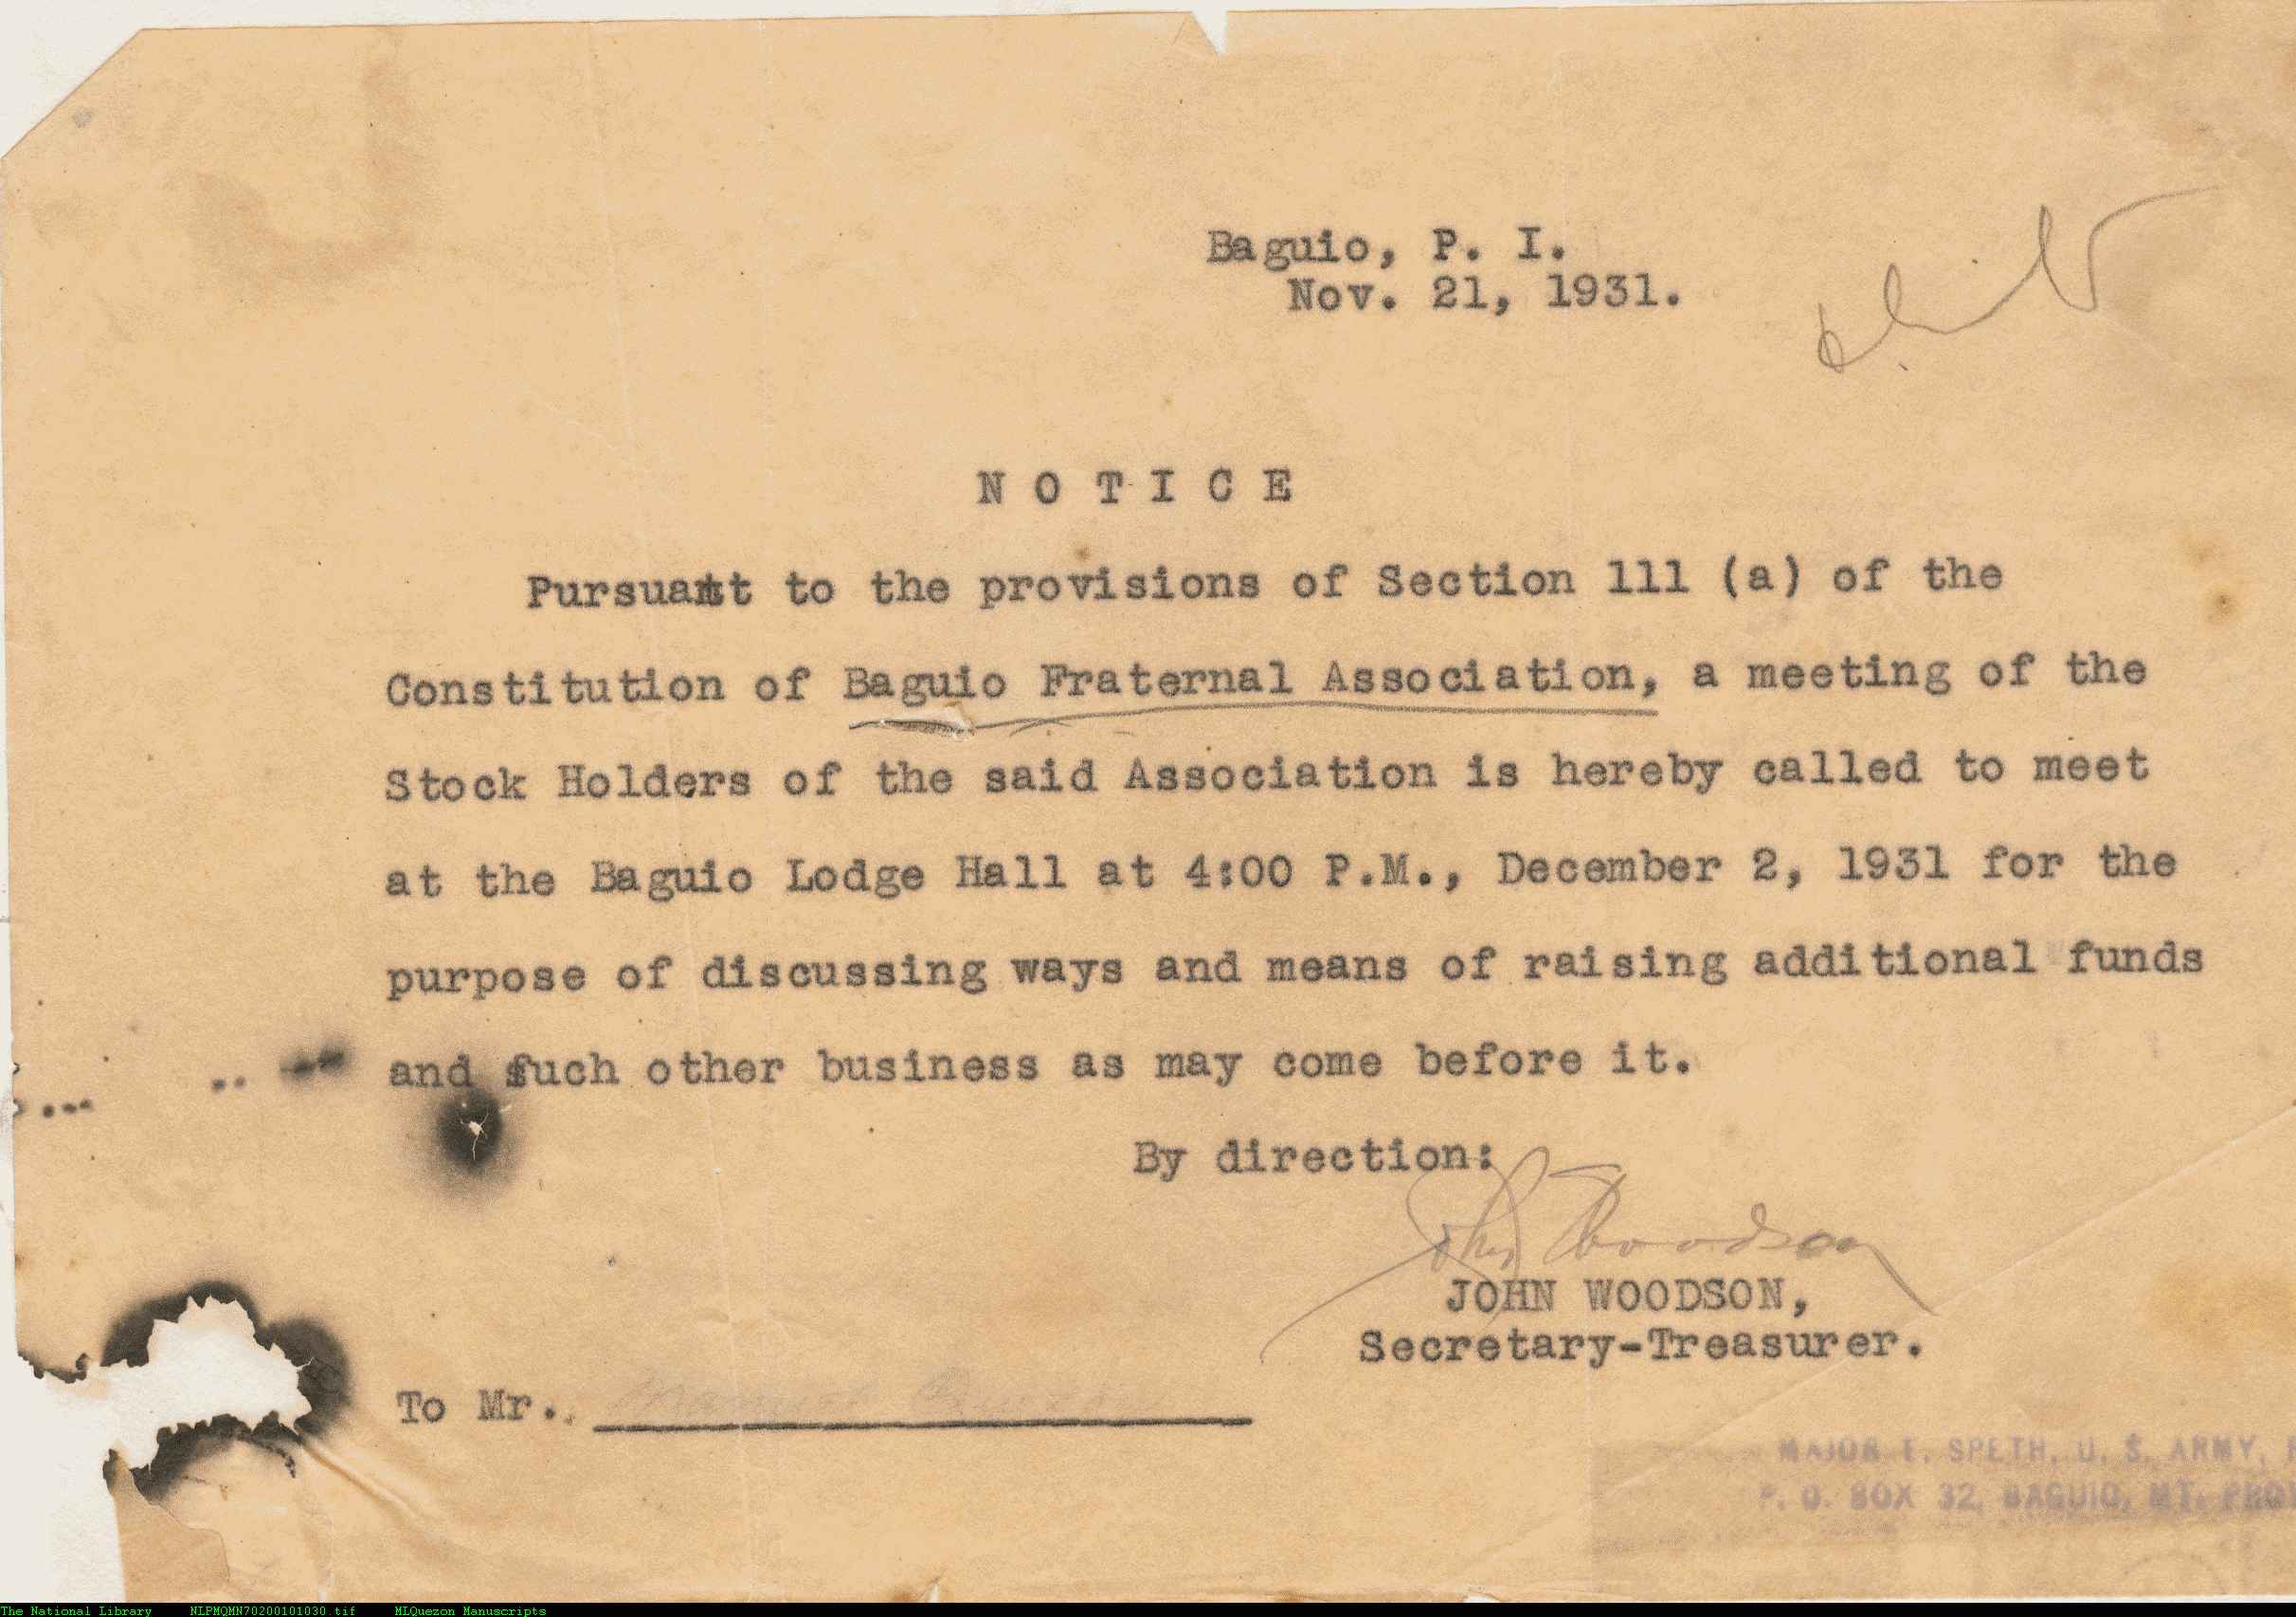 Baguio, P. I.
Nov. 21, 1931.
N O T I C E
Pursuant to the provisions of Section 111 (a) of the
Constitution of Baguio Fraternal Association, a meeting of the
Stock Holders of the said Association is hereby called to meet
at the Baguio Lodge Hall at 4:00 P.M., December 2, 1931 for the
purpose of discussing ways and means of raising additional funds
and such other business as may come before it.
By direction:
John Woodson
JOHN WOODSON,
Secretary-Treasurer.
To Mr. Manuel
MAJOR E. SPETH, U. S. ARMY,
P. O. BOX 32, BAGUIO, MT. PROV
The National Library NLPMQMN70200101030.tif MLQuezon Manuscripts